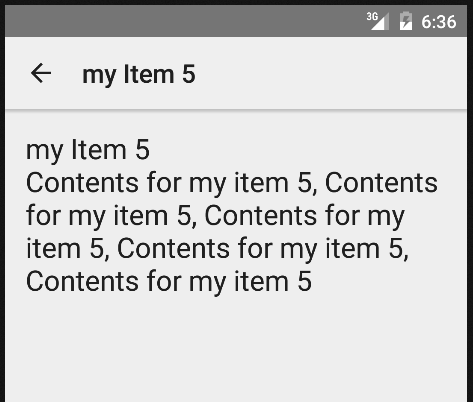 3G 6:36
my Item 5
my Item 5
Contents for my item 5, Contents
for my item 5, Contents for my
item 5, Contents for my item 5,
Contents for my item 5